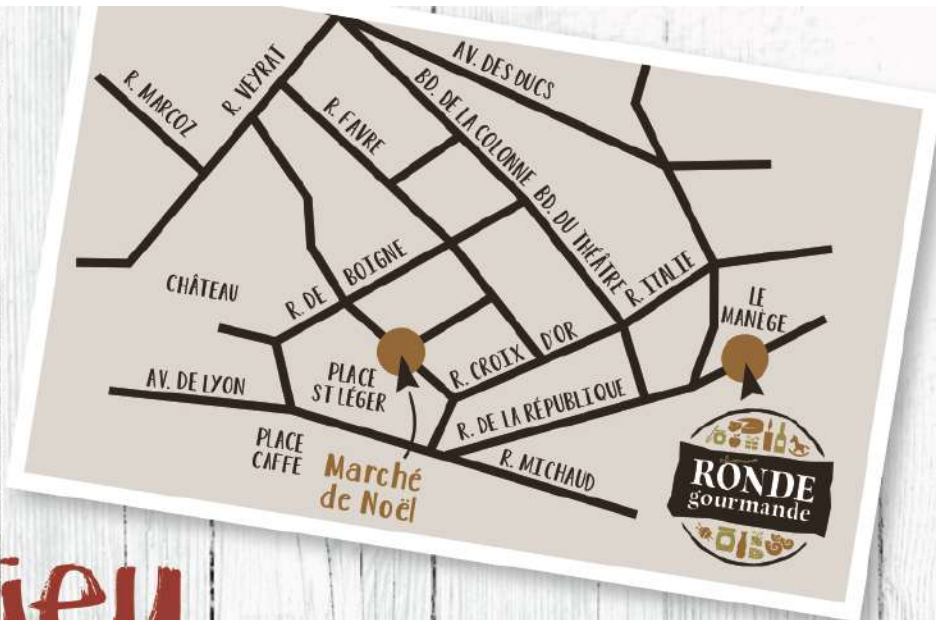 AV. DES DUCS
R. VEYRAT
R. MARCOZ
BD. DE LA COLONNE
R. FAVRE
BD. DU THÉÂTRE
R. DE BOIGNE
R. ITALIE
CHÂTEAU
LE
MANÈGE
R. CROIX D'OR
PLACE
ST LÉGER
AV. DE LYON
R. DE LA RÉPUBLIQUE
PLACE
CAFFE
R. MICHAUD
Marché
de Noël
RONDE
gourmande
ieu